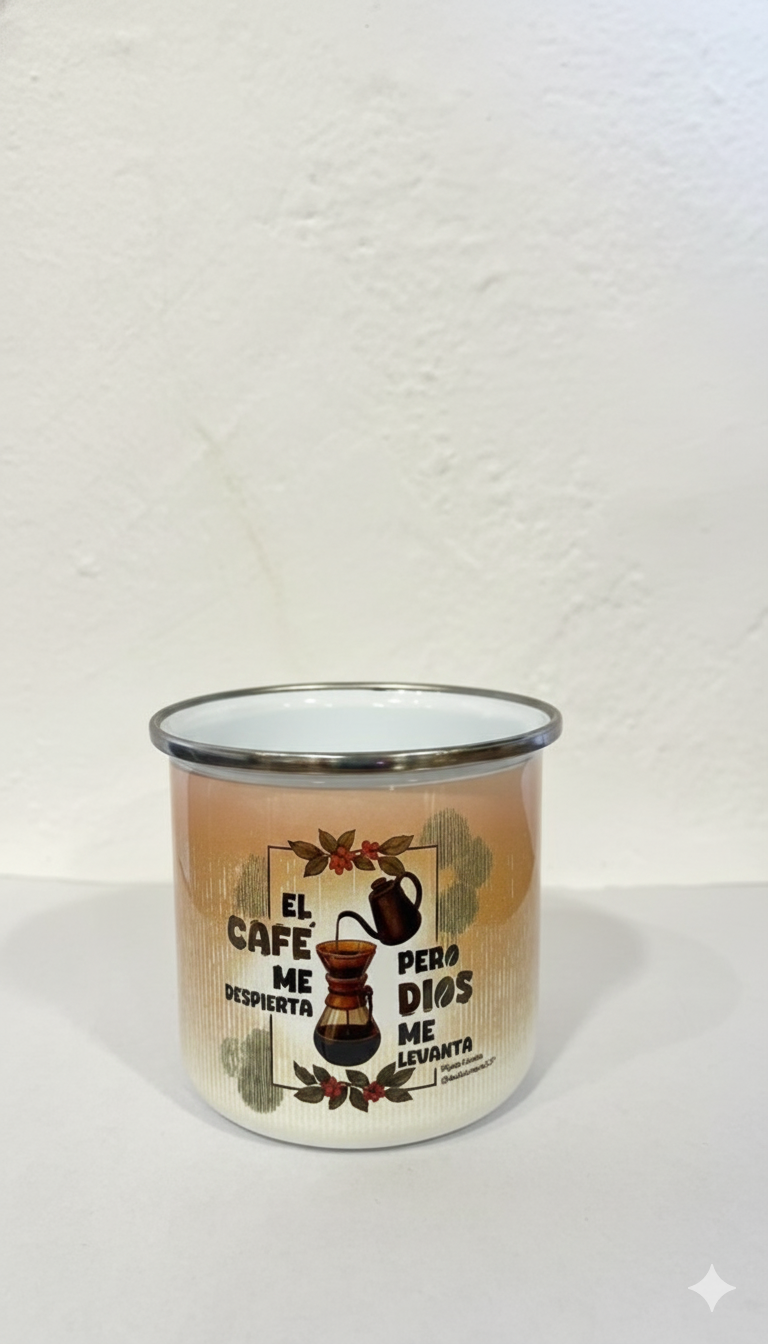 EL
CAFÉ
ME
DESPIERTA
PERO
DIOS
ME
LEVANTA